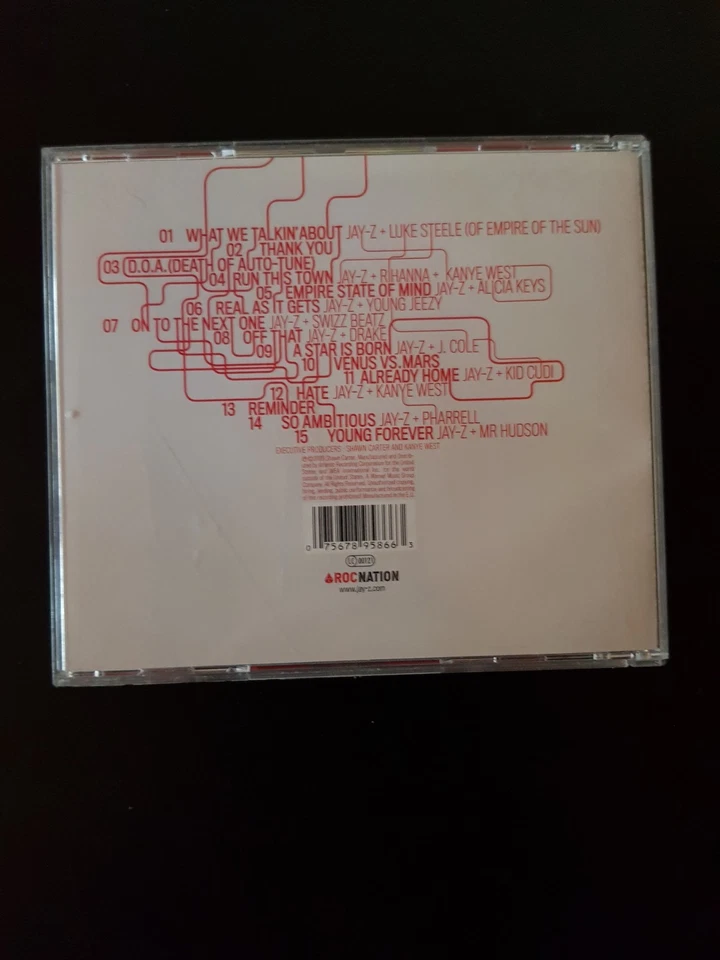 01 WHAT WE TALKIN' ABOUT JAY-Z + LUKE STEELE (OF EMPIRE OF THE SUN)
02 THANK YOU
03 D.O.A. (DEATH OF AUTO-TUNE)
04 RUN THIS TOWN JAY-Z + RIHANNA + KANYE WEST
05 EMPIRE STATE OF MIND JAY-Z + ALICIA KEYS
06 REAL AS IT GETS JAY-Z + YOUNG JEEZY
07 ON TO THE NEXT ONE JAY-Z + SWIZZ BEATZ
08 OFF THAT JAY-Z + DRAKE
09 A STAR IS BORN JAY-Z + J. COLE
10 VENUS VS. MARS
11 ALREADY HOME JAY-Z + KID CUDI
12 HATE JAY-Z + KANYE WEST
13 REMINDER
14 SO AMBITIOUS JAY-Z + PHARRELL
15 YOUNG FOREVER JAY-Z + MR HUDSON
EXECUTIVE PRODUCERS : SHAWN CARTER AND KANYE WEST
0 75678 95866 3
ROCNATION
www.jay-z.com